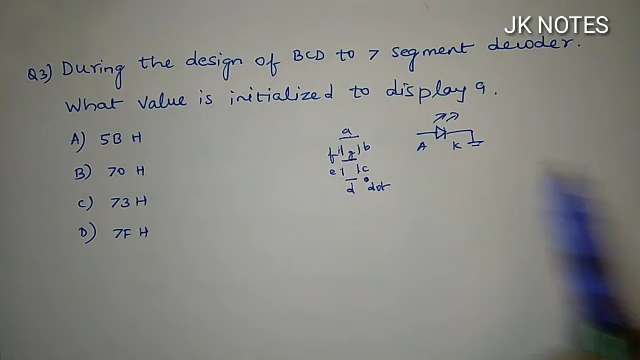 JK NOTES
Q3) During the design of BCD to 7 segment decoder.
What value is initialized to display 9.
A) 5B H
B) 70 H
C) 73 H
D) 7F H
a
f g b
e c
d dot
A K